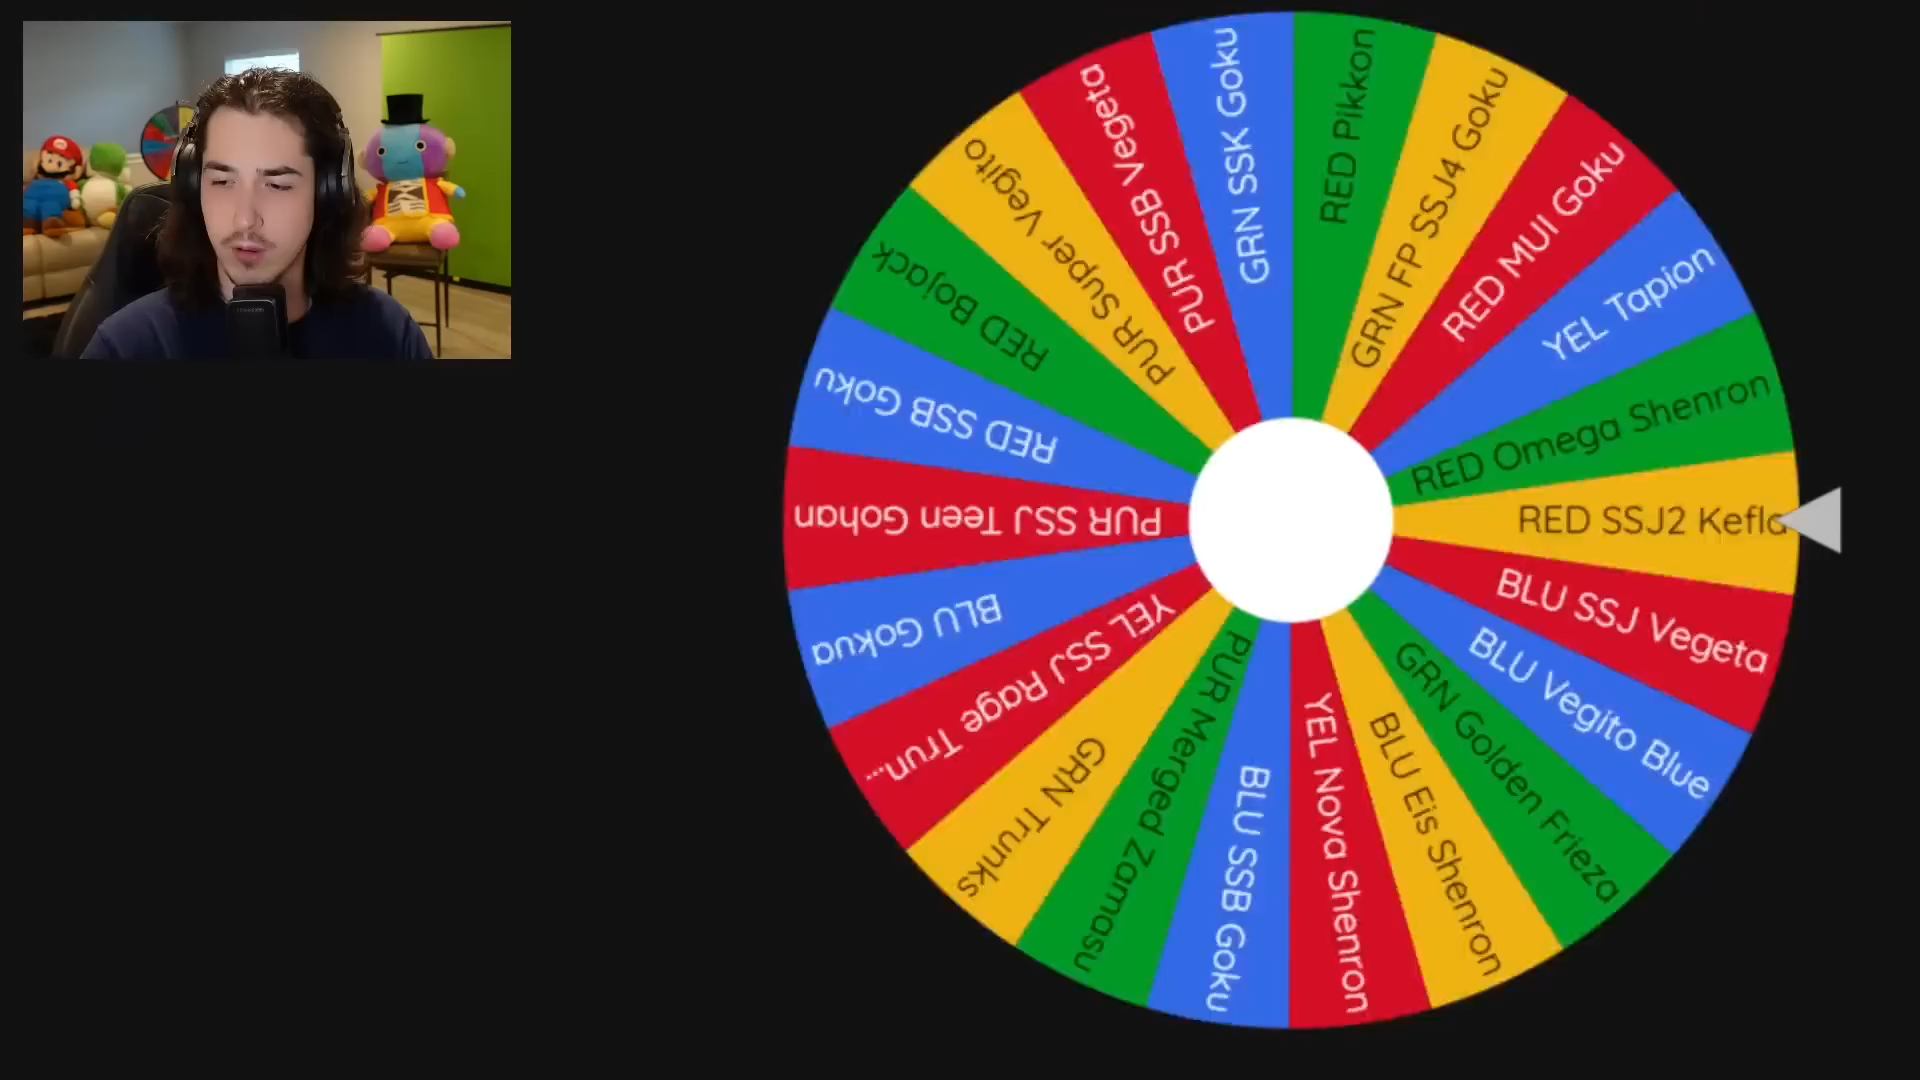 RED Pikkon
GRN FP SSJ4 Goku
RED MUI Goku
YEL Tapion
RED Omega Shenron
RED SSJ2 Kefla
BLU SSJ Vegeta
BLU Vegito Blue
GRN Golden Frieza
BLU Eis Shenron
YEL Nova Shenron
BLU SSB Goku
PUR Merged Zamasu
GRN Trunks
YEL SSJ Rage Trun...
BLU Gokua
PUR SSJ Teen Gohan
RED SSB Goku
RED Bojack
PUR Super Vegito
PUR SSB Vegeta
GRN SSK Goku